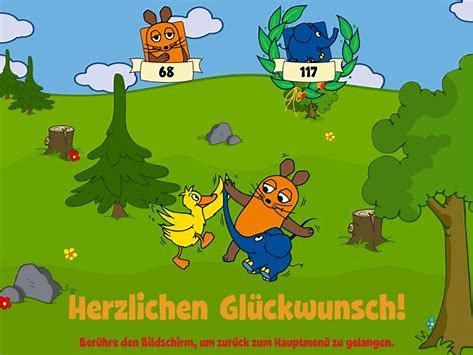 68
117
Herzlichen Glückwunsch!
Berühre den Bildschirm, um zurück zum Hauptmenü zu gelangen.